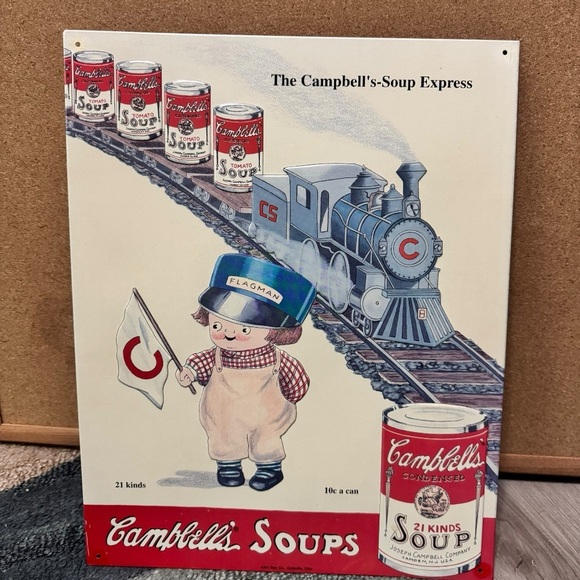 The Campbell's-Soup Express
Campbell's
TOMATO
SOUP
Campbell's
TOMATO
SOUP
Campbell's
TOMATO
SOUP
Campbell's
TOMATO
SOUP
CS
C
FLAGMAN
C
21 kinds
10c a can
Campbell's
CONDENSED
21 KINDS
SOUP
JOSEPH CAMPBELL COMPANY
CAMDEN, N.J., U.S.A.
Campbell's SOUPS